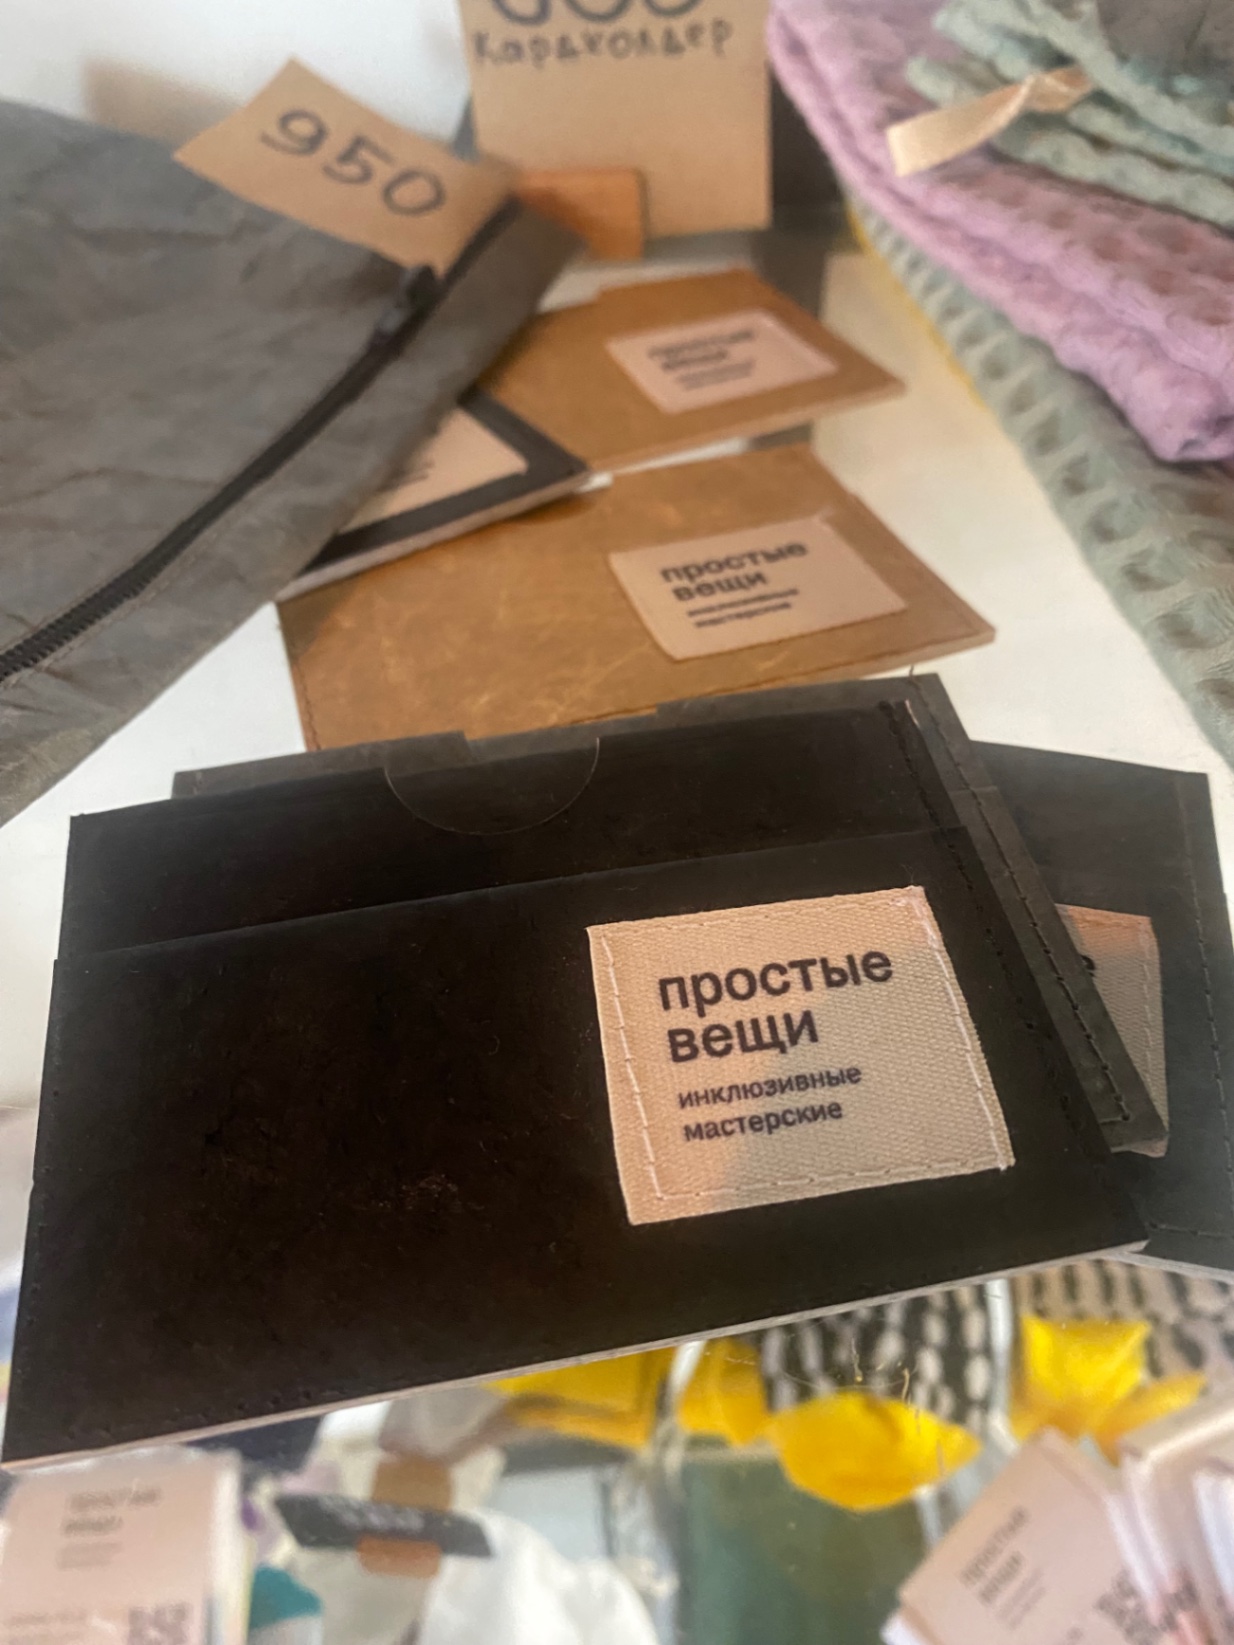 Кардхолдер
950
простые
вещи
простые
вещи
инклюзивные
мастерские
простые
вещи
инклюзивные
мастерские